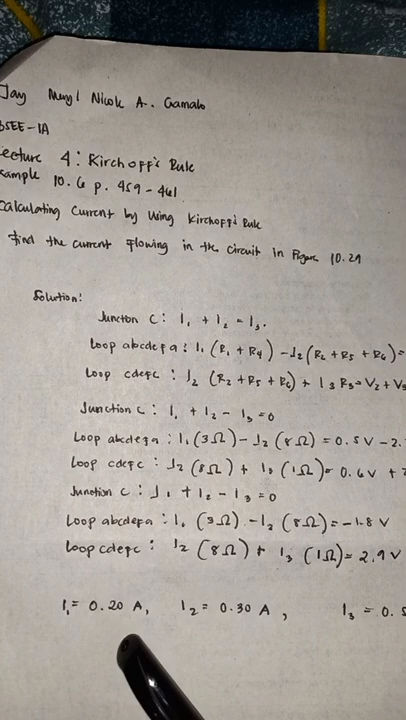 Jay Meryl Nicole A. Gamalo
BSEE-1A
Lecture 4: Kirchoff's Rule
Example 10.6 p. 459-461
Calculating Current by Using Kirchoff's Rule
Find the current flowing in the circuit in Figure 10.29
Solution:
Junction C: I₁ + I₂ = I₃.
Loop abcdefa: I₁ (R₁ + R₄) - I₂ (R₂ + R₅ + R₆) =
Loop cdefc: I₂ (R₂ + R₅ + R₆) + I₃ R₃ = V₂ + V₃
Junction C: I₁ + I₂ - I₃ = 0
Loop abcdefa: I₁ (3Ω) - I₂ (8Ω) = 0.5V - 2.
Loop cdefc: I₂ (8Ω) + I₃ (1Ω) = 0.6V +
Junction C: I₁ + I₂ - I₃ = 0
Loop abcdefa: I₁ (3Ω) - I₂ (8Ω) = -1.8 V
Loop cdefc: I₂ (8Ω) + I₃ (1Ω) = 2.9 V
I₁ = 0.20 A, I₂ = 0.30 A, I₃ = 0.5